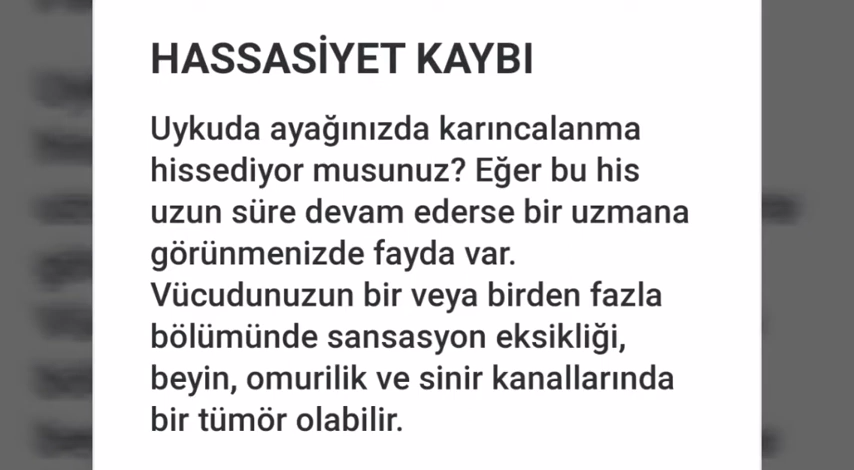 HASSASİYET KAYBI
Uykuda ayağınızda karıncalanma
hissediyor musunuz? Eğer bu his
uzun süre devam ederse bir uzmana
görünmenizde fayda var.
Vücudunuzun bir veya birden fazla
bölümünde sansasyon eksikliği,
beyin, omurilik ve sinir kanallarında
bir tümör olabilir.